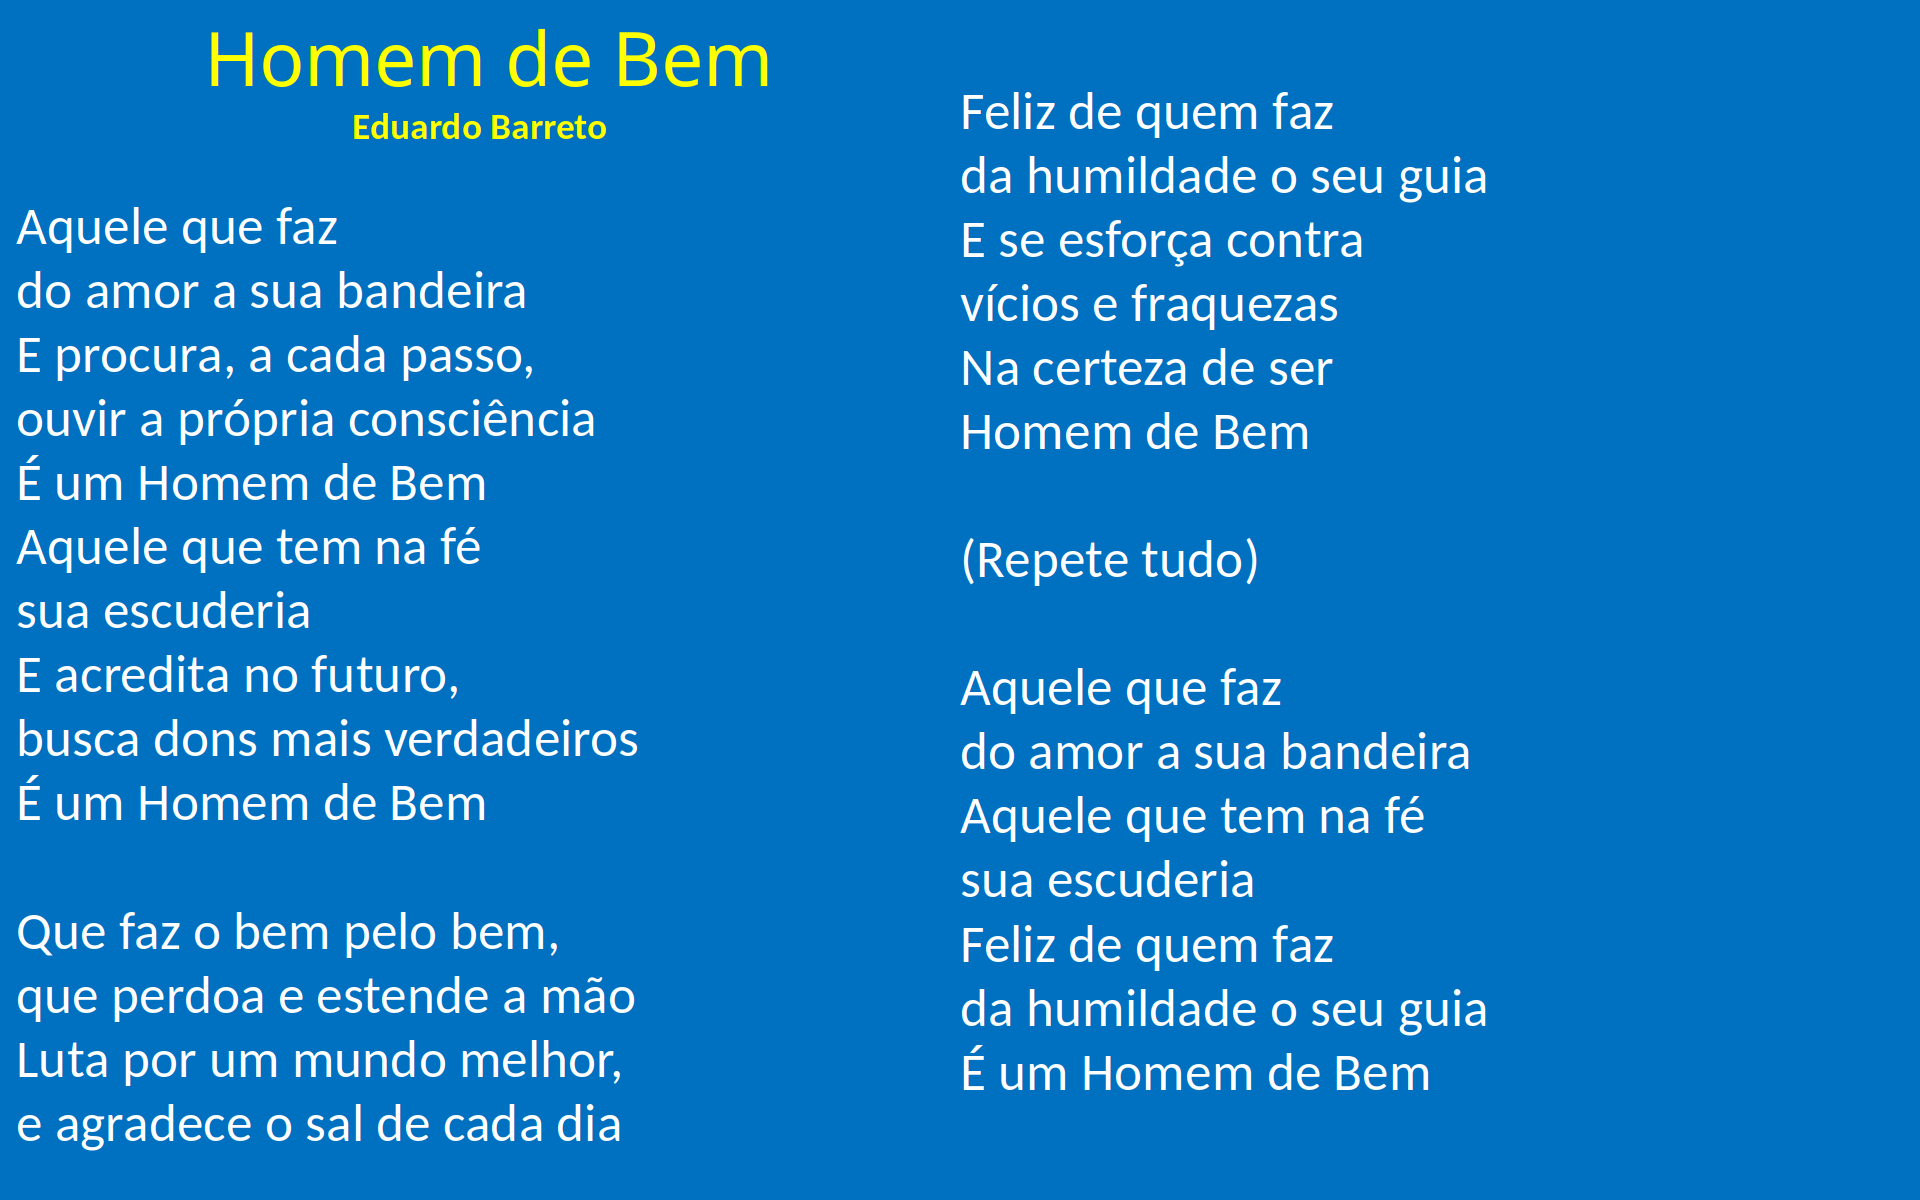 Homem de Bem
Eduardo Barreto
Aquele que faz
do amor a sua bandeira
E procura, a cada passo,
ouvir a própria consciência
É um Homem de Bem
Aquele que tem na fé
sua escuderia
E acredita no futuro,
busca dons mais verdadeiros
É um Homem de Bem
Que faz o bem pelo bem,
que perdoa e estende a mão
Luta por um mundo melhor,
e agradece o sal de cada dia
Feliz de quem faz
da humildade o seu guia
E se esforça contra
vícios e fraquezas
Na certeza de ser
Homem de Bem
(Repete tudo)
Aquele que faz
do amor a sua bandeira
Aquele que tem na fé
sua escuderia
Feliz de quem faz
da humildade o seu guia
É um Homem de Bem